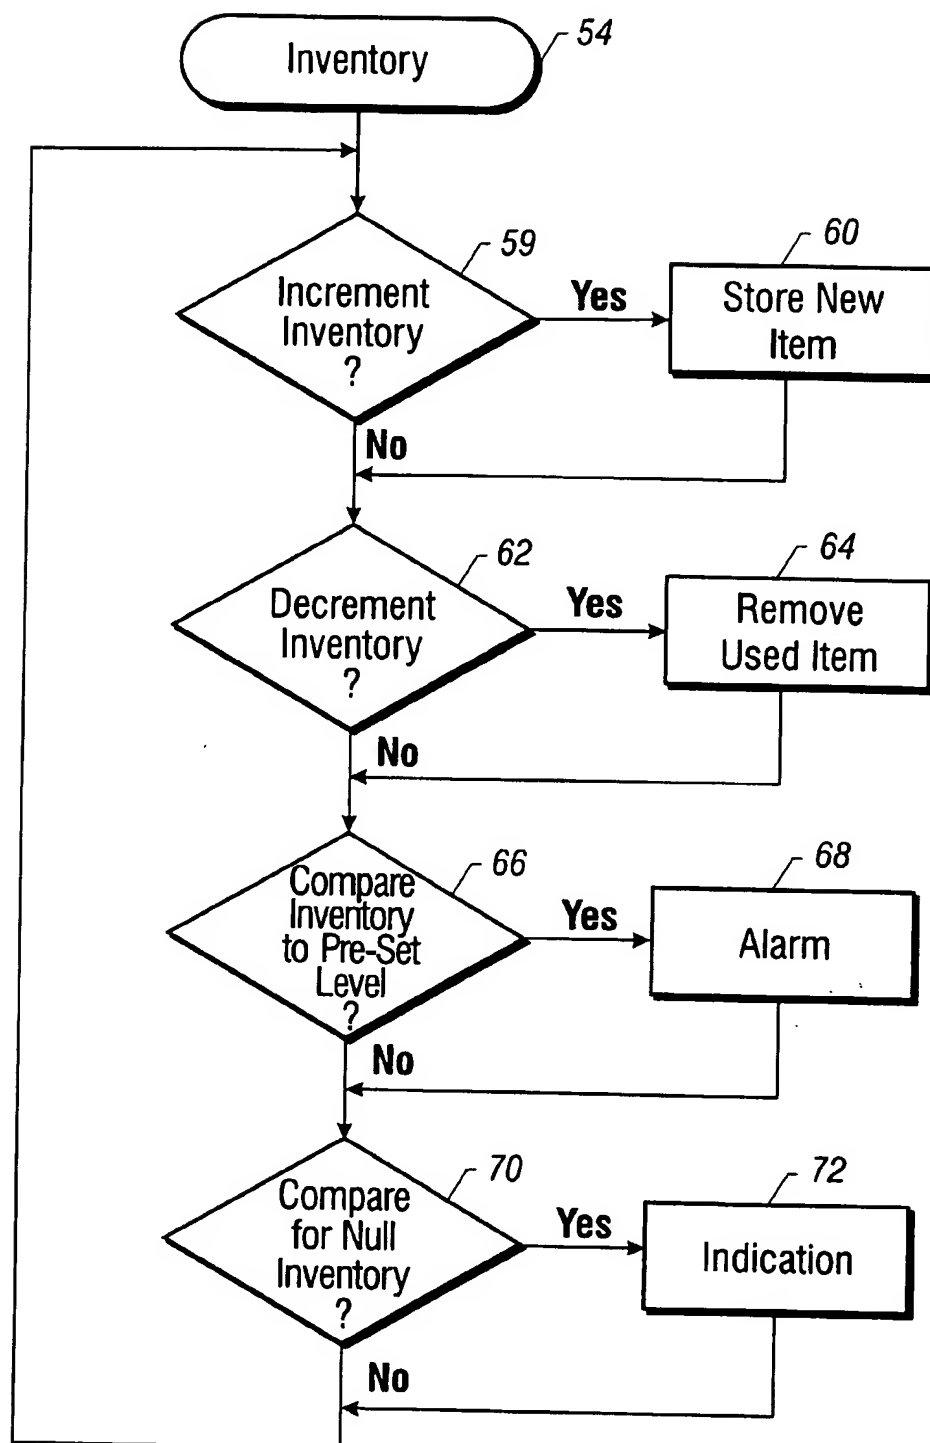 Inventory
54
Increment
Inventory
?
59
Yes
60
Store New
Item
No
Decrement
Inventory
?
62
Yes
64
Remove
Used Item
No
Compare
Inventory
to Pre-Set
Level
?
66
Yes
68
Alarm
No
Compare
for Null
Inventory
?
70
Yes
72
Indication
No